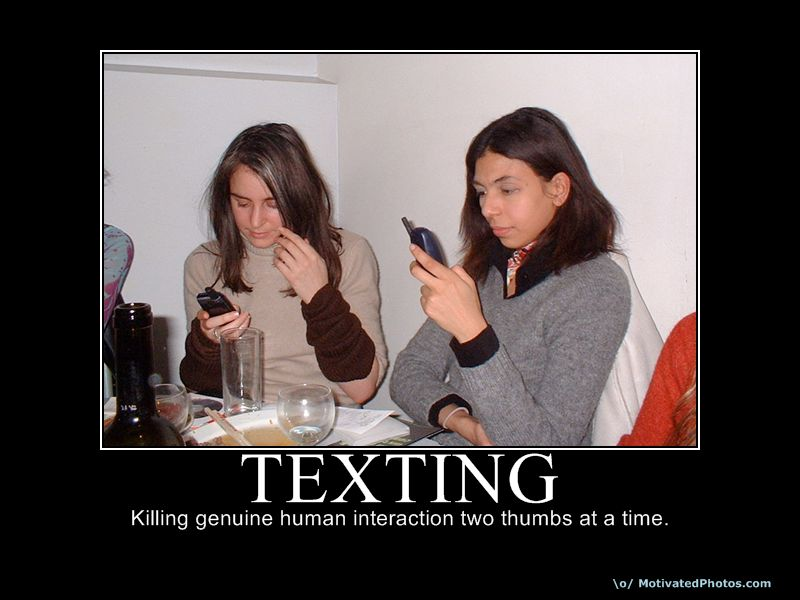 TEXTING
Killing genuine human interaction two thumbs at a time.
\o/ MotivatedPhotos.com